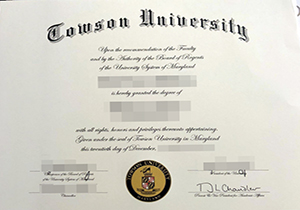 Towson University
Upon the recommendation of the Faculty
and by the Authority of the Board of Regents
of the University System of Maryland
is hereby granted the degree of
with all rights, honors and privileges thereunto appertaining.
Given under the seal of Towson University in Maryland
this twentieth day of December,
TOWSON UNIVERSITY